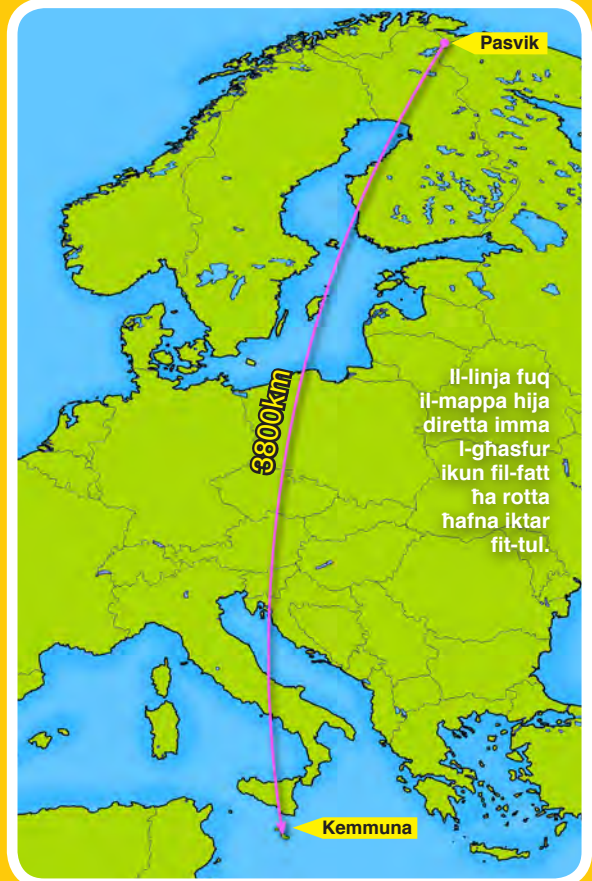 Pasvik
3800km
Il-linja fuq
il-mappa hija
diretta imma
l-għasfur
ikun fil-fatt
ħa rotta
ħafna iktar
fit-tul.
Kemmuna